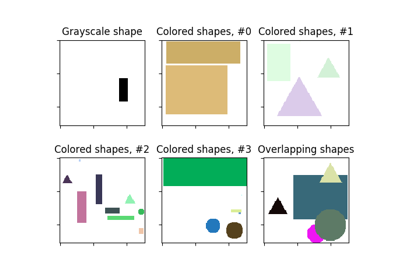 Grayscale shape
Colored shapes, #0
Colored shapes, #1
Colored shapes, #2
Colored shapes, #3
Overlapping shapes